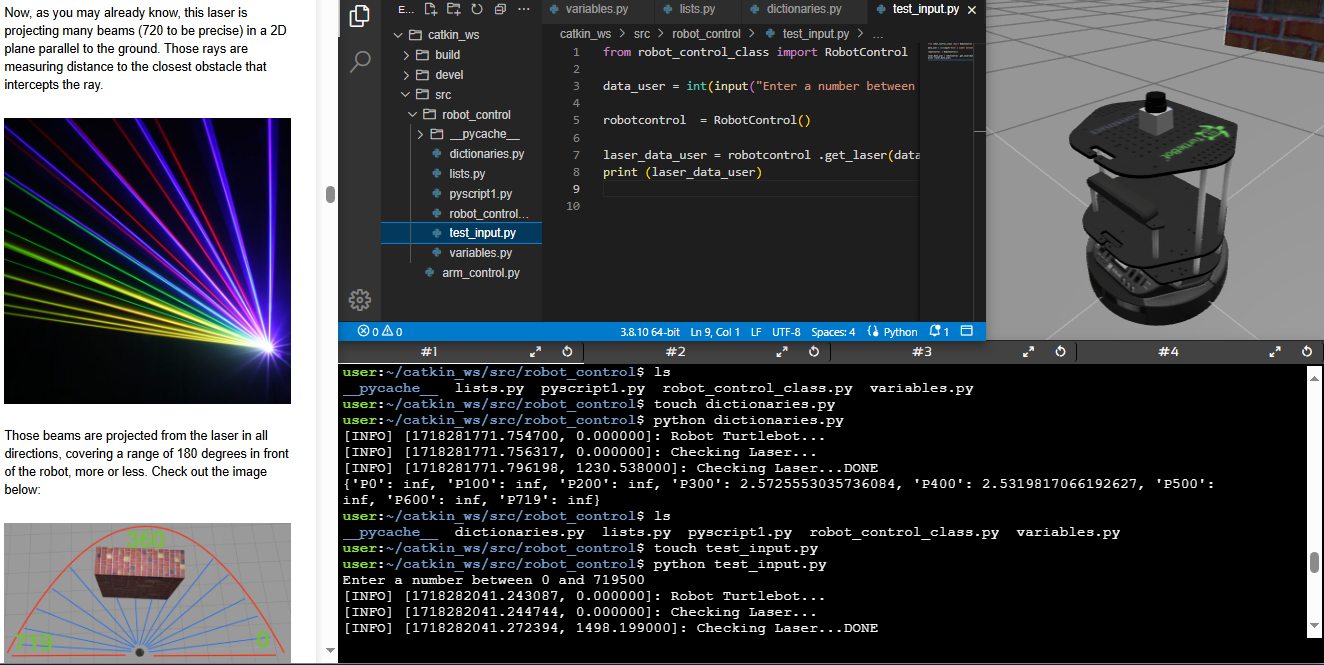 Now, as you may already know, this laser is
projecting many beams (720 to be precise) in a 2D
plane parallel to the ground. Those rays are
measuring distance to the closest obstacle that
intercepts the ray.
Those beams are projected from the laser in all
directions, covering a range of 180 degrees in front
of the robot, more or less. Check out the image
below:
360
719
0
E...
catkin_ws
build
devel
src
robot_control
__pycache__
dictionaries.py
lists.py
pyscript1.py
robot_control...
test_input.py
variables.py
arm_control.py
variables.py lists.py dictionaries.py test_input.py
catkin_ws > src > robot_control > test_input.py > ...
1 from robot_control_class import RobotControl
2
3 data_user = int(input("Enter a number between
4
5 robotcontrol  = RobotControl()
6
7 laser_data_user = robotcontrol .get_laser(data
8 print (laser_data_user)
9
10
0 0 3.8.10 64-bit Ln 9, Col 1 LF UTF-8 Spaces: 4 Python 1
TurtleBot
#1 #2 #3 #4
user:~/catkin_ws/src/robot_control$ ls
__pycache__  lists.py  pyscript1.py  robot_control_class.py  variables.py
user:~/catkin_ws/src/robot_control$ touch dictionaries.py
user:~/catkin_ws/src/robot_control$ python dictionaries.py
[INFO] [1718281771.754700, 0.000000]: Robot Turtlebot...
[INFO] [1718281771.756317, 0.000000]: Checking Laser...
[INFO] [1718281771.796198, 1230.538000]: Checking Laser...DONE
{'P0': inf, 'P100': inf, 'P200': inf, 'P300': 2.5725553035736084, 'P400': 2.5319817066192627, 'P500':
inf, 'P600': inf, 'P719': inf}
user:~/catkin_ws/src/robot_control$ ls
__pycache__  dictionaries.py  lists.py  pyscript1.py  robot_control_class.py  variables.py
user:~/catkin_ws/src/robot_control$ touch test_input.py
user:~/catkin_ws/src/robot_control$ python test_input.py
Enter a number between 0 and 719500
[INFO] [1718282041.243087, 0.000000]: Robot Turtlebot...
[INFO] [1718282041.244744, 0.000000]: Checking Laser...
[INFO] [1718282041.272394, 1498.199000]: Checking Laser...DONE